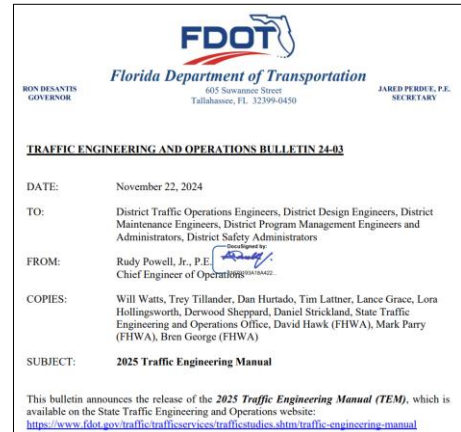 FDOT
Florida Department of Transportation
RON DESANTIS
GOVERNOR
605 Suwannee Street
Tallahassee, FL 32399-0450
JARED PERDUE, P.E.
SECRETARY
TRAFFIC ENGINEERING AND OPERATIONS BULLETIN 24-03
DATE: November 22, 2024
TO: District Traffic Operations Engineers, District Design Engineers, District
Maintenance Engineers, District Program Management Engineers and
Administrators, District Safety Administrators
DocuSigned by:
FROM: Rudy Powell, Jr., P.E.
Chief Engineer of Operations
COPIES: Will Watts, Trey Tillander, Dan Hurtado, Tim Lattner, Lance Grace, Lora
Hollingsworth, Derwood Sheppard, Daniel Strickland, State Traffic
Engineering and Operations Office, David Hawk (FHWA), Mark Parry
(FHWA), Bren George (FHWA)
SUBJECT: 2025 Traffic Engineering Manual
This bulletin announces the release of the 2025 Traffic Engineering Manual (TEM), which is
available on the State Traffic Engineering and Operations website:
https://www.fdot.gov/traffic/trafficservices/trafficstudies.shtm/traffic-engineering-manual